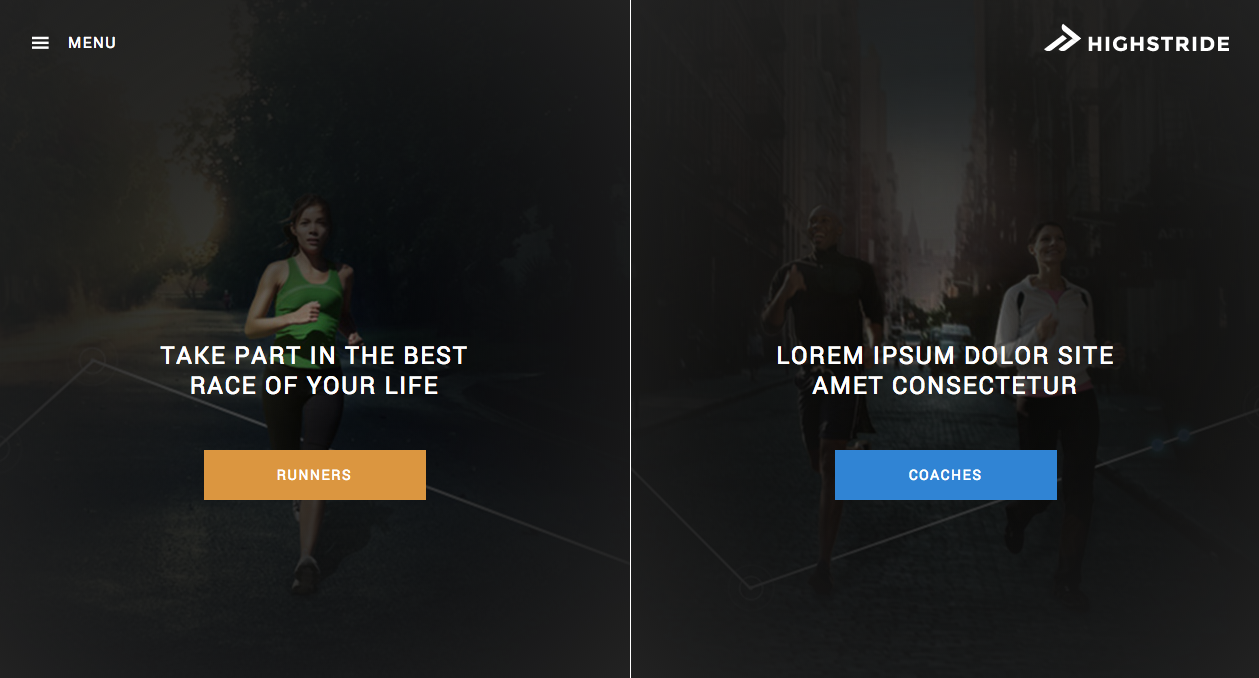 MENU
HIGHSTRIDE
TAKE PART IN THE BEST
RACE OF YOUR LIFE
RUNNERS
LOREM IPSUM DOLOR SITE
AMET CONSECTETUR
COACHES